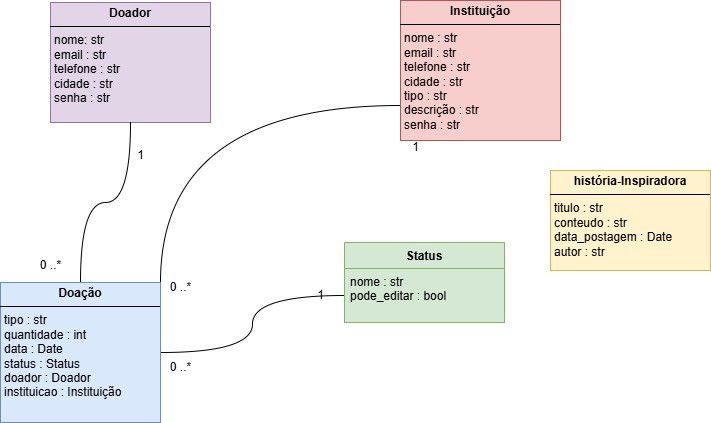 Doador
nome: str
email : str
telefone : str
cidade : str
senha : str
1
Instituição
nome : str
email : str
telefone : str
cidade : str
tipo : str
descrição : str
senha : str
1
história-Inspiradora
titulo : str
conteudo : str
data_postagem : Date
autor : str
Status
nome : str
pode_editar : bool
1
0 ..*
0 ..*
0 ..*
Doação
tipo : str
quantidade : int
data : Date
status : Status
doador : Doador
instituicao : Instituição